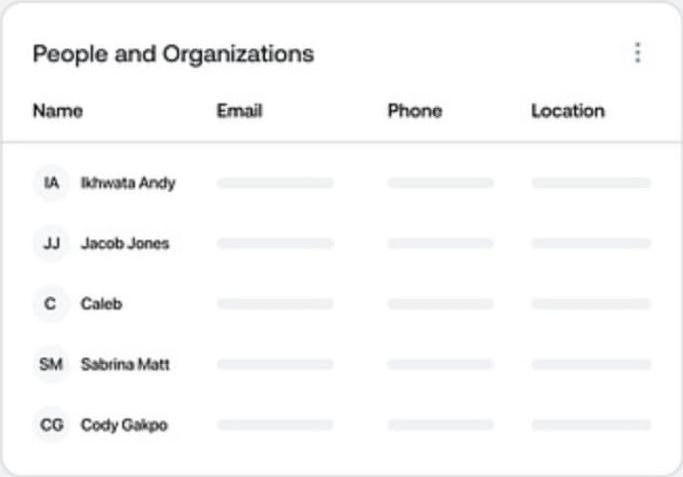 People and Organizations
Name Email Phone Location
IA Ikhwata Andy
JJ Jacob Jones
C Caleb
SM Sabrina Matt
CG Cody Gakpo